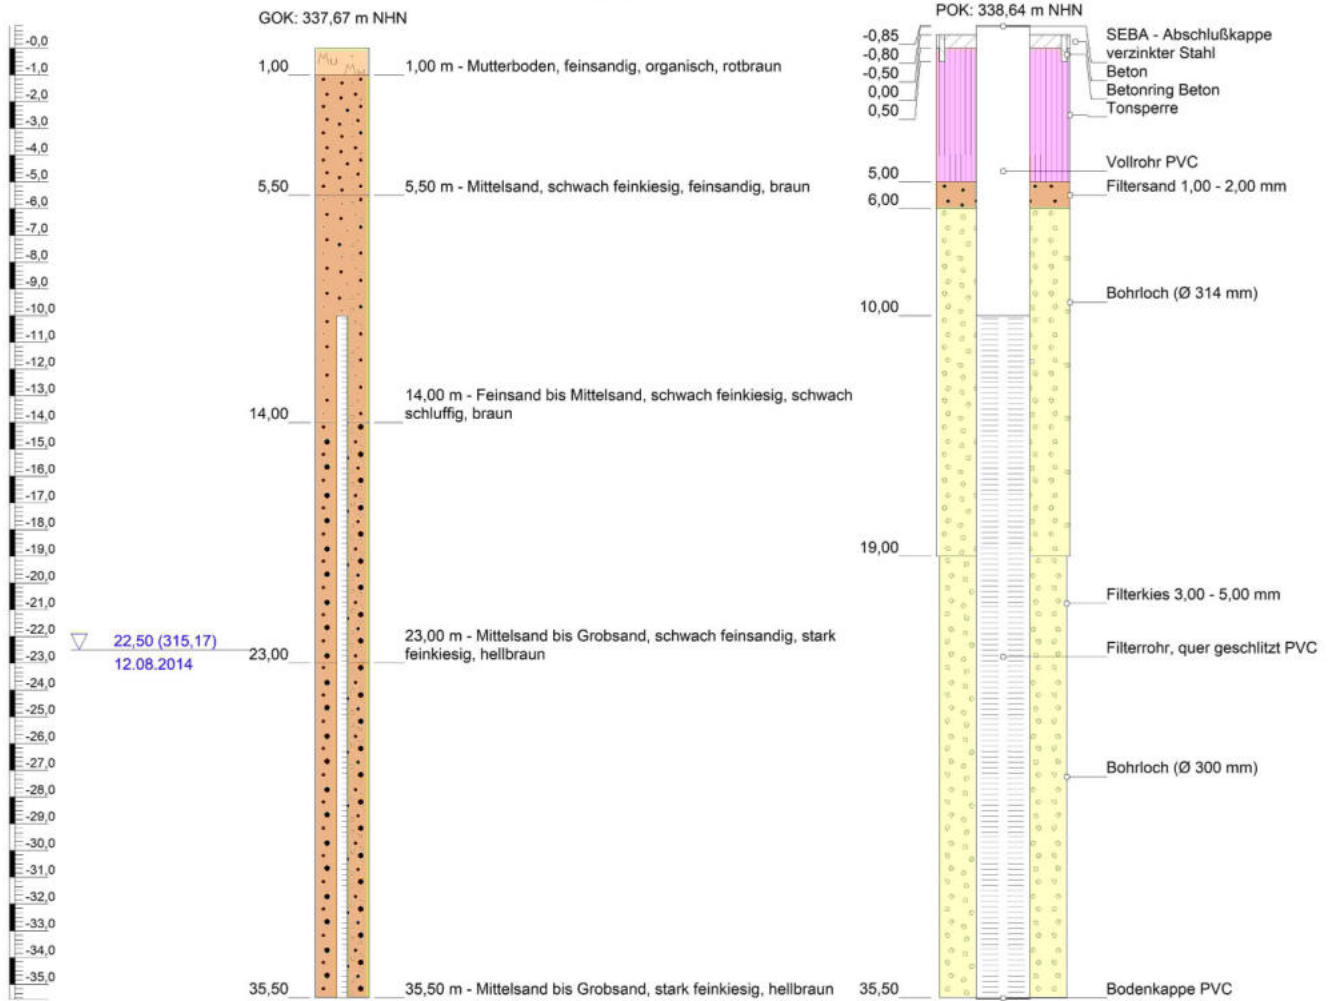 GOK: 337,67 m NHN
-0,0
-1,0
-2,0
-3,0
-4,0
-5,0
-6,0
-7,0
-8,0
-9,0
-10,0
-11,0
-12,0
-13,0
-14,0
-15,0
-16,0
-17,0
-18,0
-19,0
-20,0
-21,0
-22,0
-23,0
-24,0
-25,0
-26,0
-27,0
-28,0
-29,0
-30,0
-31,0
-32,0
-33,0
-34,0
-35,0
22,50 (315,17)
12.08.2014
Mu
Mu
1,00
1,00 m - Mutterboden, feinsandig, organisch, rotbraun
5,50
5,50 m - Mittelsand, schwach feinkiesig, feinsandig, braun
14,00
14,00 m - Feinsand bis Mittelsand, schwach feinkiesig, schwach
schluffig, braun
23,00
23,00 m - Mittelsand bis Grobsand, schwach feinsandig, stark
feinkiesig, hellbraun
35,50
35,50 m - Mittelsand bis Grobsand, stark feinkiesig, hellbraun
POK: 338,64 m NHN
-0,85
-0,80
-0,50
0,00
0,50
5,00
6,00
10,00
19,00
35,50
SEBA - Abschlußkappe
verzinkter Stahl
Beton
Betonring Beton
Tonsperre
Vollrohr PVC
Filtersand 1,00 - 2,00 mm
Bohrloch (Ø 314 mm)
Filterkies 3,00 - 5,00 mm
Filterrohr, quer geschlitzt PVC
Bohrloch (Ø 300 mm)
Bodenkappe PVC